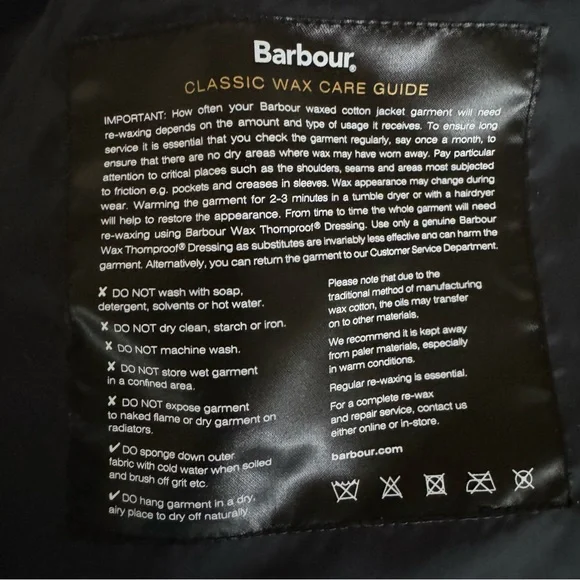 Barbour®
CLASSIC WAX CARE GUIDE
IMPORTANT: How often your Barbour waxed cotton jacket garment will need
re-waxing depends on the amount and type of usage it receives. To ensure long
service it is essential that you check the garment regularly, say once a month, to
ensure that there are no dry areas where wax may have worn away. Pay particular
attention to critical places such as the shoulders, seams and areas most subjected
to friction e.g. pockets and creases in sleeves. Wax appearance may change during
wear. Warming the garment for 2-3 minutes in a tumble dryer or with a hairdryer
will help to restore the appearance. From time to time the whole garment will need
re-waxing using Barbour Wax Thornproof® Dressing. Use only a genuine Barbour
Wax Thornproof® Dressing as substitutes are invariably less effective and can harm the
garment. Alternatively, you can return the garment to our Customer Service Department.
✗ DO NOT wash with soap,
detergent, solvents or hot water.
✗ DO NOT dry clean, starch or iron.
✗ DO NOT machine wash.
✗ DO NOT store wet garment
in a confined area.
✗ DO NOT expose garment
to naked flame or dry garment on
radiators.
✓ DO sponge down outer
fabric with cold water when soiled
and brush off grit etc.
✓ DO hang garment in a dry,
airy place to dry off naturally
Please note that due to the
traditional method of manufacturing
wax cotton, the oils may transfer
on to other materials.
We recommend it is kept away
from paler materials, especially
in warm conditions.
Regular re-waxing is essential.
For a complete re-wax
and repair service, contact us
either online or in-store.
barbour.com